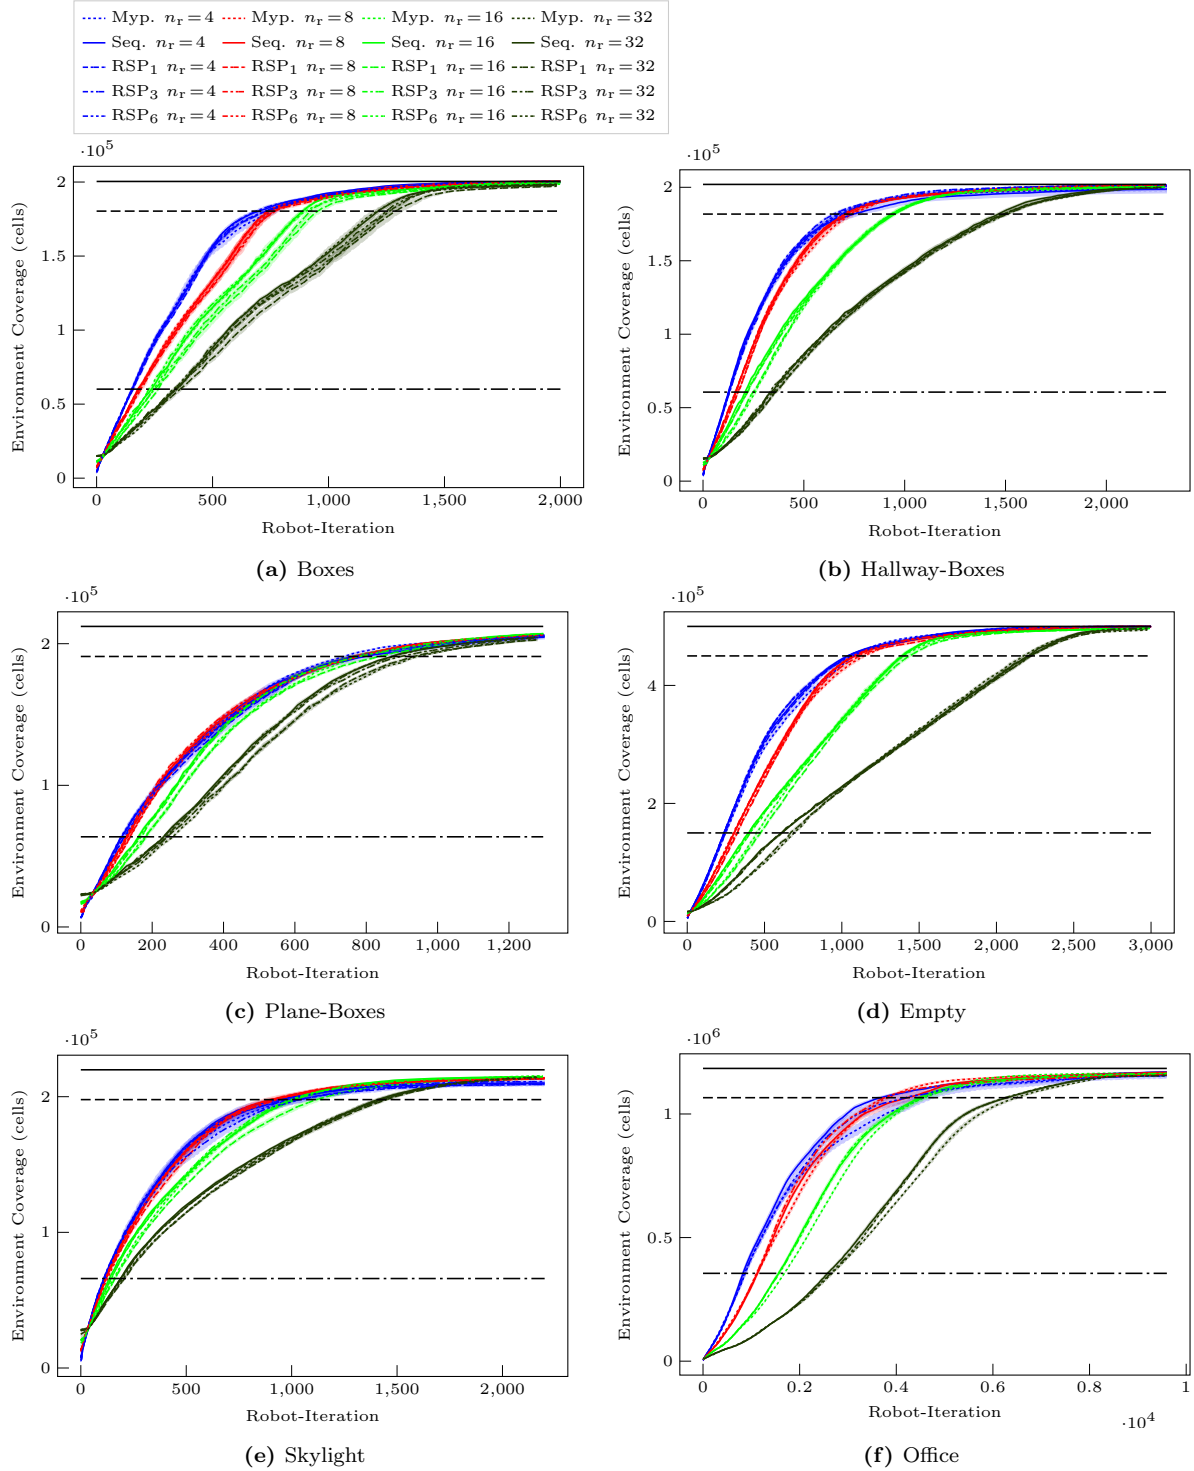 Myp. nr = 4 Myp. nr = 8 Myp. nr = 16 Myp. nr = 32
Seq. nr = 4 Seq. nr = 8 Seq. nr = 16 Seq. nr = 32
RSP1 nr = 4 RSP1 nr = 8 RSP1 nr = 16 RSP1 nr = 32
RSP3 nr = 4 RSP3 nr = 8 RSP3 nr = 16 RSP3 nr = 32
RSP6 nr = 4 RSP6 nr = 8 RSP6 nr = 16 RSP6 nr = 32
·10^5
Environment Coverage (cells)
2
1.5
1
0.5
0
0 500 1,000 1,500 2,000
Robot-Iteration
(a) Boxes
·10^5
Environment Coverage (cells)
2
1.5
1
0.5
0
0 500 1,000 1,500 2,000
Robot-Iteration
(b) Hallway-Boxes
·10^5
Environment Coverage (cells)
2
1
0
0 200 400 600 800 1,000 1,200
Robot-Iteration
(c) Plane-Boxes
·10^5
Environment Coverage (cells)
4
2
0
0 500 1,000 1,500 2,000 2,500 3,000
Robot-Iteration
(d) Empty
·10^5
Environment Coverage (cells)
2
1
0
0 500 1,000 1,500 2,000
Robot-Iteration
(e) Skylight
·10^6
Environment Coverage (cells)
1
0.5
0
0 0.2 0.4 0.6 0.8 1
Robot-Iteration
·10^4
(f) Office